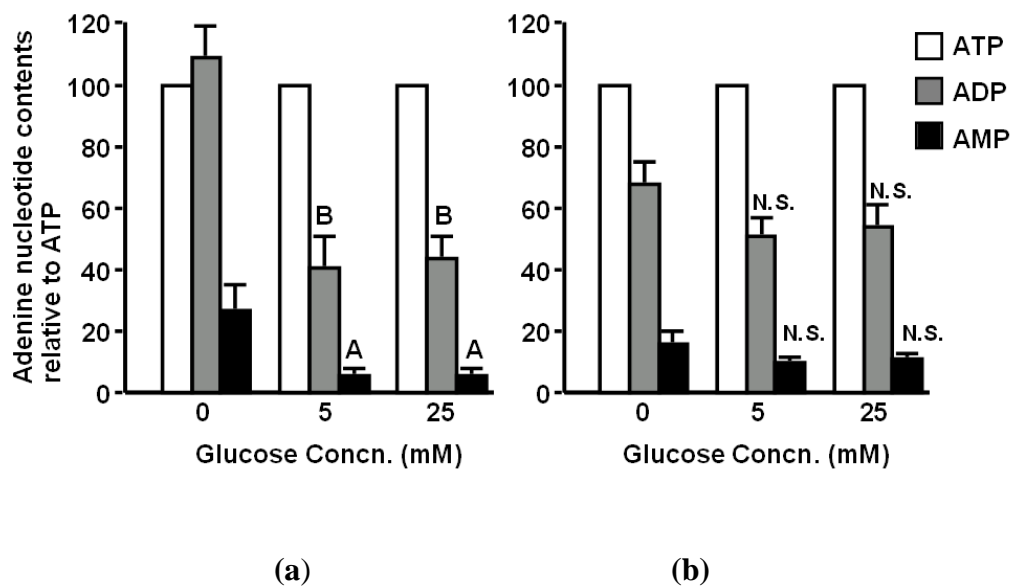 Adenine nucleotide contents
relative to ATP
120
100
80
60
40
20
0
B
B
A
A
0
5
25
Glucose Concn. (mM)
(a)
120
100
80
60
40
20
0
N.S.
N.S.
N.S.
N.S.
0
5
25
Glucose Concn. (mM)
(b)
ATP
ADP
AMP